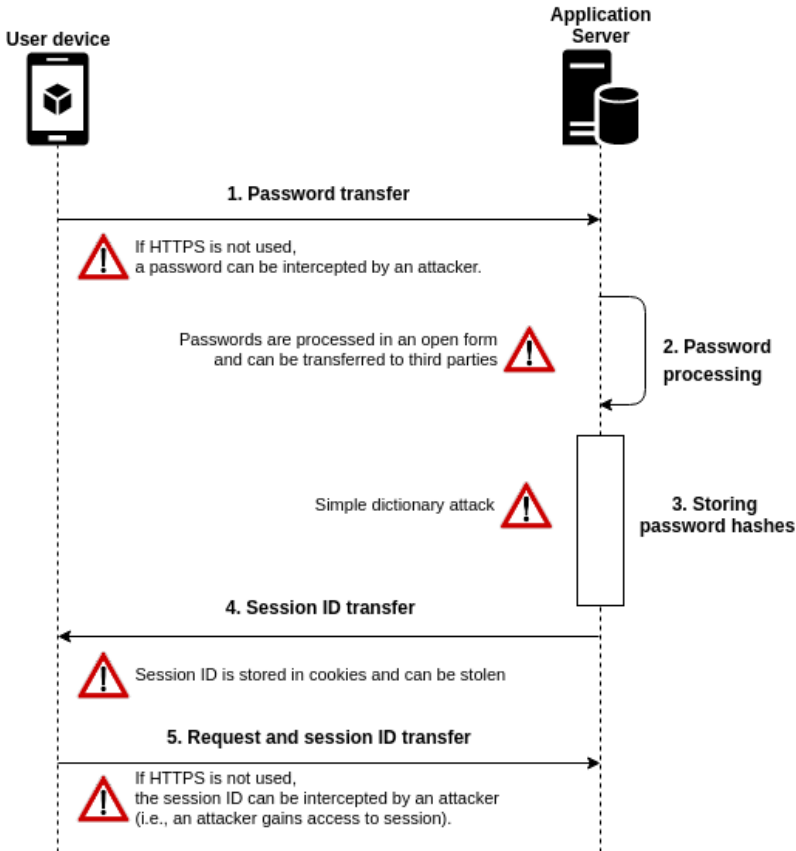 User device
Application
Server
1. Password transfer
If HTTPS is not used,
a password can be intercepted by an attacker.
Passwords are processed in an open form
and can be transferred to third parties
2. Password
processing
Simple dictionary attack
3. Storing
password hashes
4. Session ID transfer
Session ID is stored in cookies and can be stolen
5. Request and session ID transfer
If HTTPS is not used,
the session ID can be intercepted by an attacker
(i.e., an attacker gains access to session).